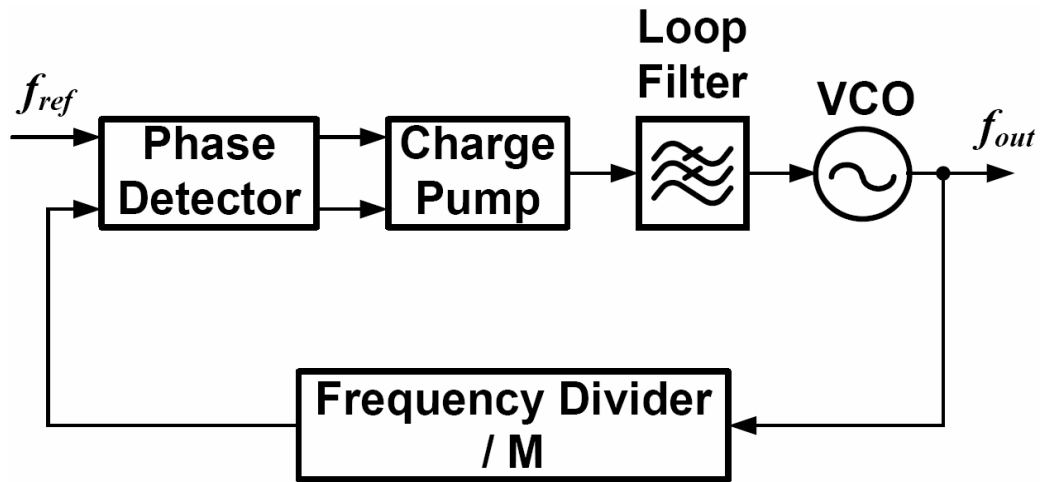 f_ref
Phase
Detector
Charge
Pump
Loop
Filter
VCO
f_out
Frequency Divider
/ M